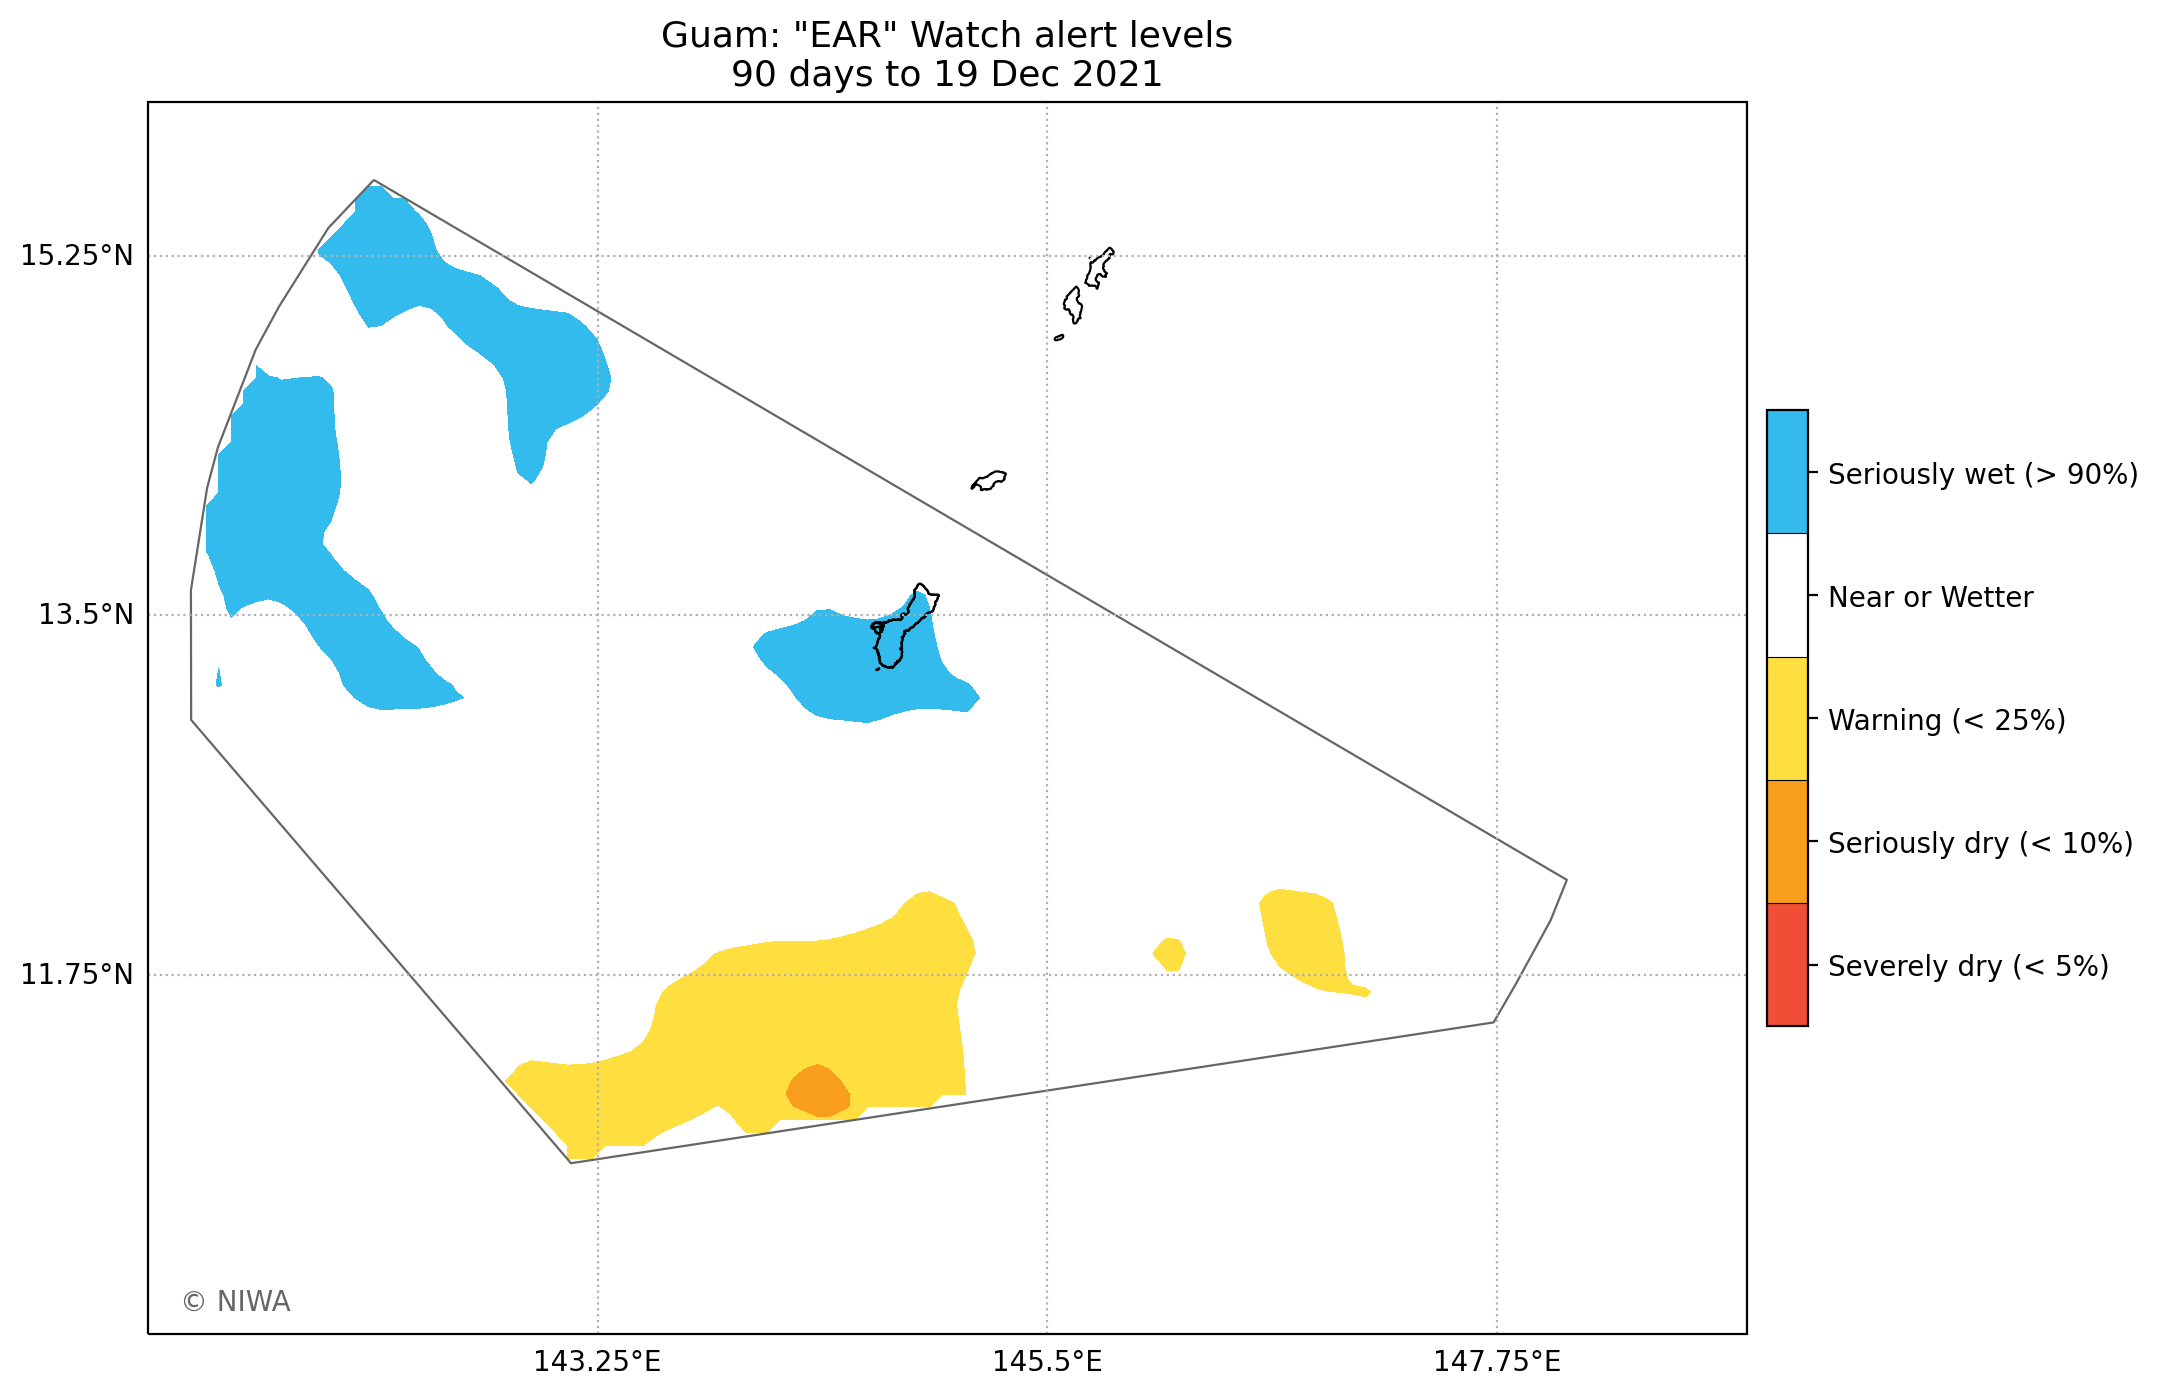 Guam: "EAR" Watch alert levels
90 days to 19 Dec 2021
15.25°N
13.5°N
11.75°N
143.25°E
145.5°E
147.75°E
Seriously wet (> 90%)
Near or Wetter
Warning (< 25%)
Seriously dry (< 10%)
Severely dry (< 5%)
© NIWA